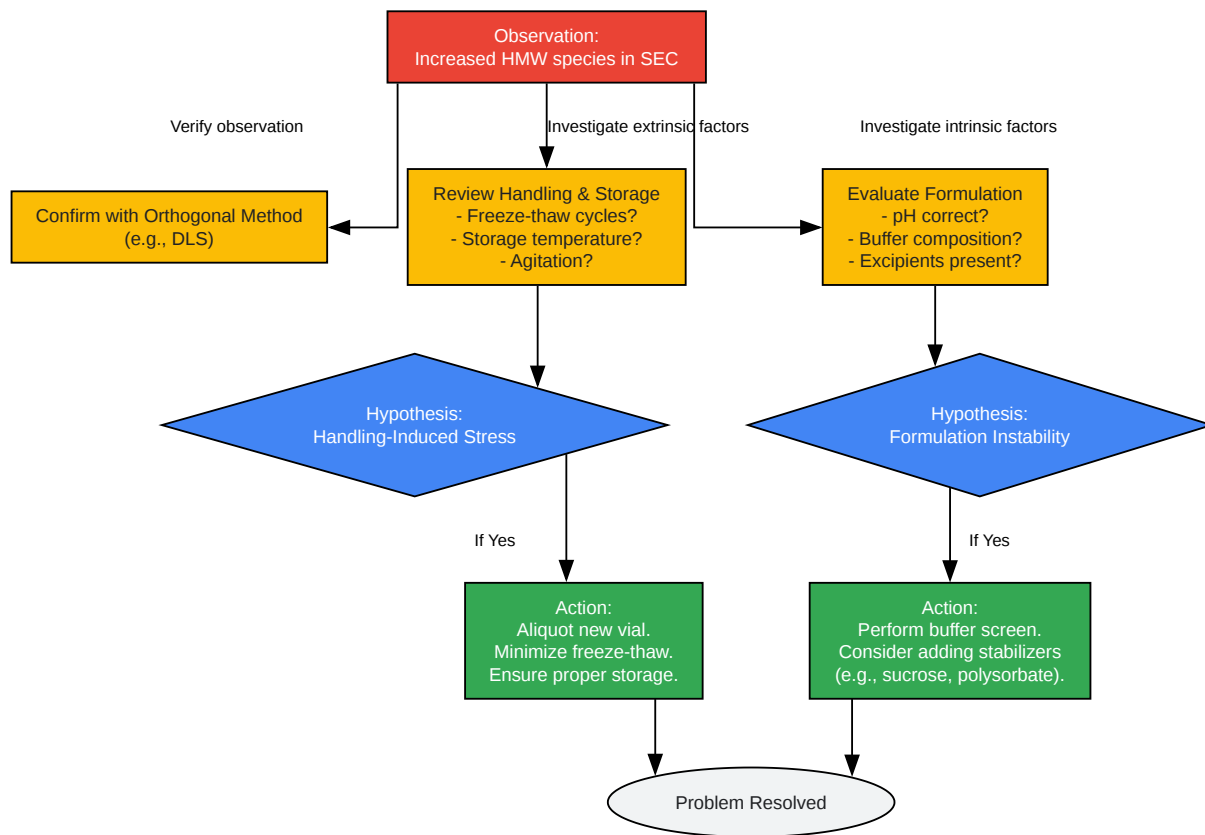 Observation:
Increased HMW species in SEC
Verify observation
Investigate extrinsic factors
Investigate intrinsic factors
Confirm with Orthogonal Method
(e.g., DLS)
Review Handling & Storage
- Freeze-thaw cycles?
- Storage temperature?
- Agitation?
Evaluate Formulation
- pH correct?
- Buffer composition?
- Excipients present?
Hypothesis:
Handling-Induced Stress
Hypothesis:
Formulation Instability
If Yes
If Yes
Action:
Aliquot new vial.
Minimize freeze-thaw.
Ensure proper storage.
Action:
Perform buffer screen.
Consider adding stabilizers
(e.g., sucrose, polysorbate).
Problem Resolved